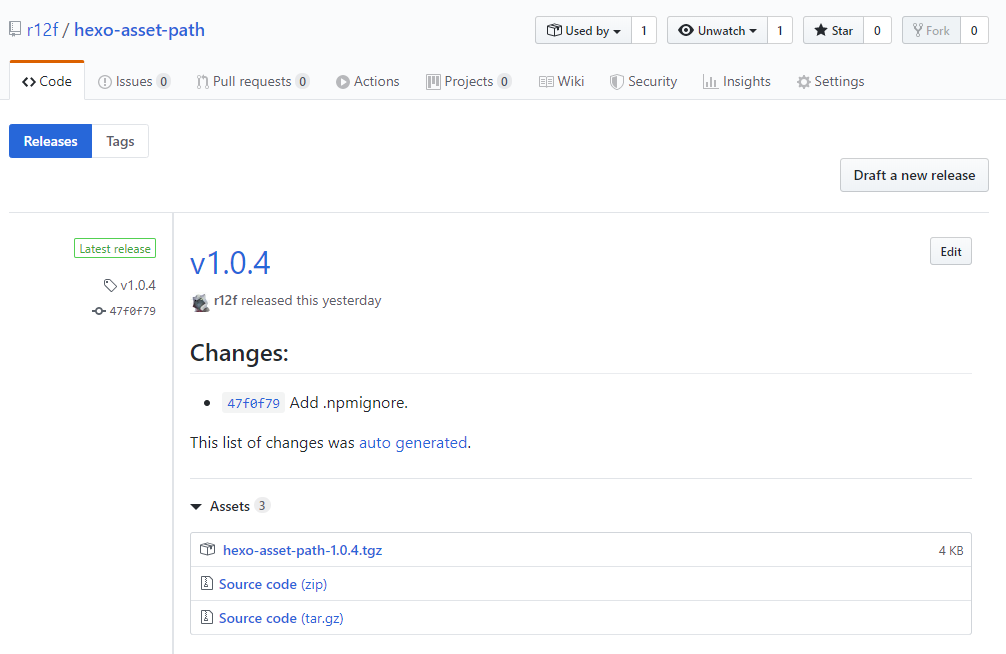 r12f / hexo-asset-path Used by 1 Unwatch 1 Star 0 Fork 0
Code Issues 0 Pull requests 0 Actions Projects 0 Wiki Security Insights Settings
Releases Tags
Draft a new release
Latest release
v1.0.4
47f0f79
v1.0.4 Edit
r12f released this yesterday
Changes:
• 47f0f79 Add .npmignore.
This list of changes was auto generated.
Assets 3
hexo-asset-path-1.0.4.tgz 4 KB
Source code (zip)
Source code (tar.gz)